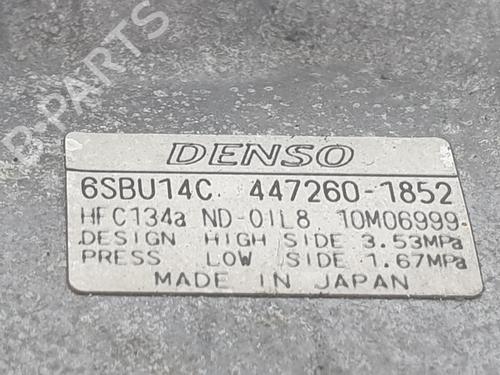 B-PARTS
DENSO
6SBU14C 447260-1852
HFC134a ND-OIL8 10M06999
DESIGN HIGH SIDE 3.53MPa
PRESS LOW SIDE 1.67MPa
MADE IN JAPAN